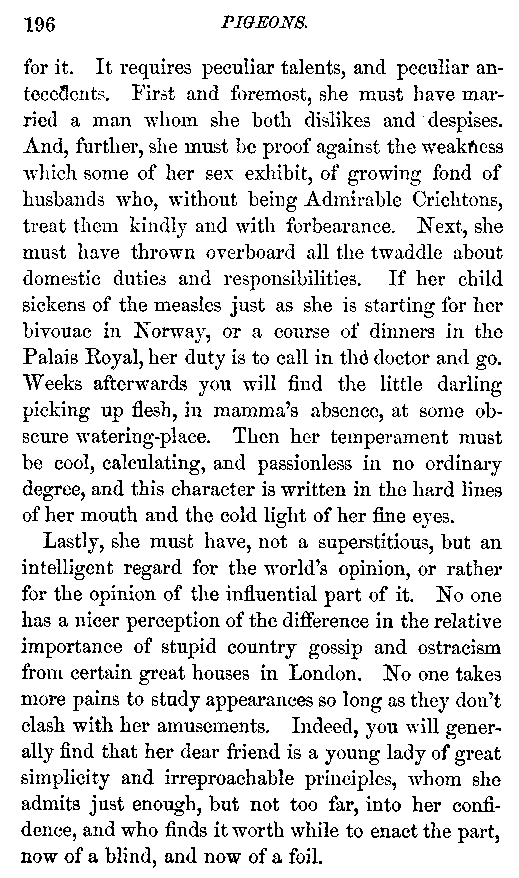 196 PIGEONS.
for it. It requires peculiar talents, and peculiar an-
tecedents. First and foremost, she must have mar-
ried a man whom she both dislikes and despises.
And, further, she must be proof against the weakness
which some of her sex exhibit, of growing fond of
husbands who, without being Admirable Crichtons,
treat them kindly and with forbearance. Next, she
must have thrown overboard all the twaddle about
domestic duties and responsibilities. If her child
sickens of the measles just as she is starting for her
bivouac in Norway, or a course of dinners in the
Palais Royal, her duty is to call in the doctor and go.
Weeks afterwards you will find the little darling
picking up flesh, in mamma's absence, at some ob-
scure watering-place. Then her temperament must
be cool, calculating, and passionless in no ordinary
degree, and this character is written in the hard lines
of her mouth and the cold light of her fine eyes.
Lastly, she must have, not a superstitious, but an
intelligent regard for the world's opinion, or rather
for the opinion of the influential part of it. No one
has a nicer perception of the difference in the relative
importance of stupid country gossip and ostracism
from certain great houses in London. No one takes
more pains to study appearances so long as they don't
clash with her amusements. Indeed, you will gener-
ally find that her dear friend is a young lady of great
simplicity and irreproachable principles, whom she
admits just enough, but not too far, into her confi-
dence, and who finds it worth while to enact the part,
now of a blind, and now of a foil.